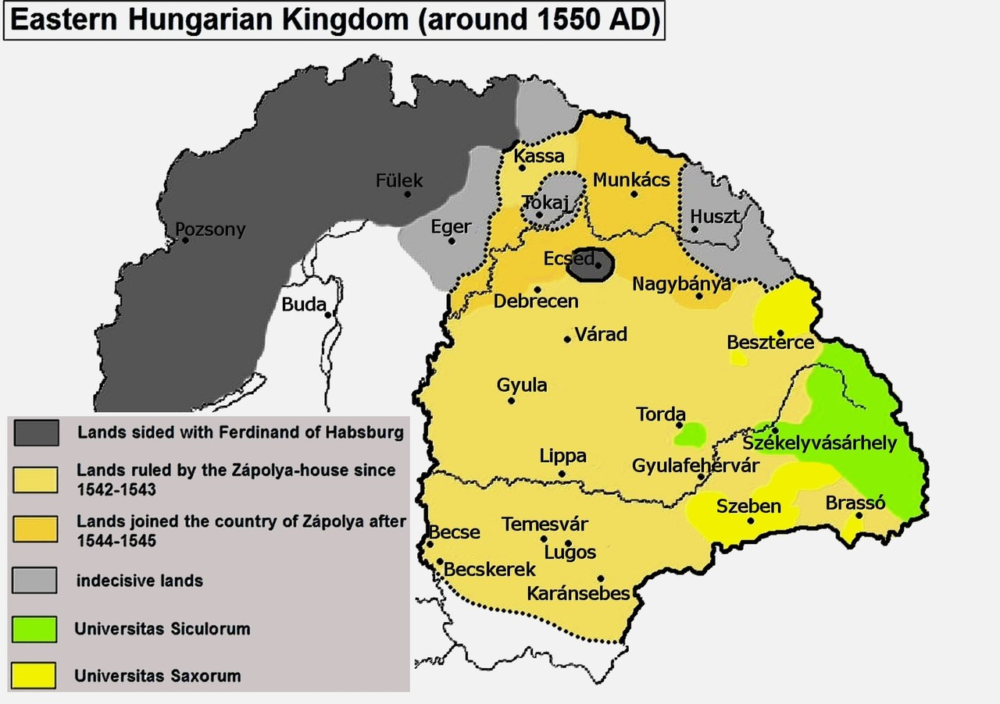 Eastern Hungarian Kingdom (around 1550 AD)
Kassa
Fülek
Munkács
Tokaj
Huszt
Pozsony
Eger
Ecsed
Nagybánya
Buda
Debrecen
Várad
Beszterce
Gyula
Torda
Székelyvásárhely
Lippa
Gyulafehérvár
Szeben
Brassó
Temesvár
Becse
Lugos
Becskerek
Karánsebes
Lands sided with Ferdinand of Habsburg
Lands ruled by the Zápolya-house since
1542-1543
Lands joined the country of Zápolya after
1544-1545
indecisive lands
Universitas Siculorum
Universitas Saxorum